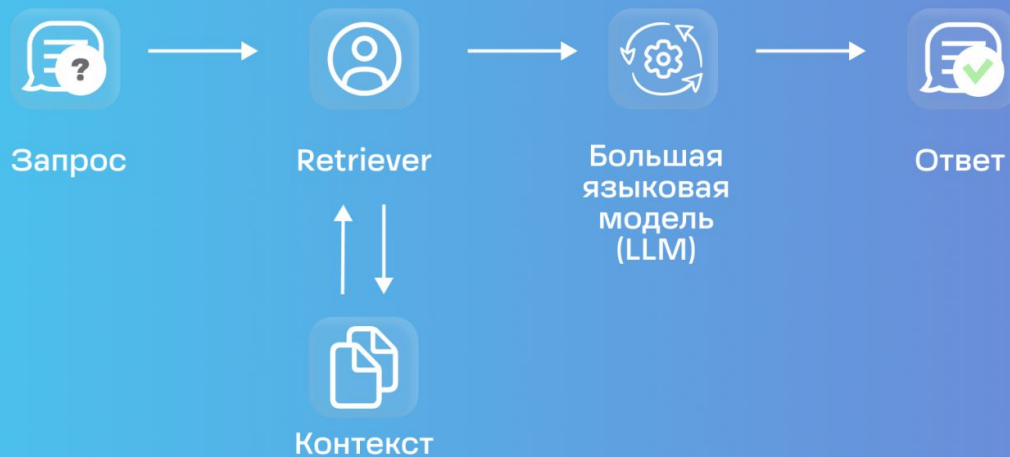 ?
Запрос
Retriever
Большая
языковая
модель
(LLM)
Ответ
Контекст